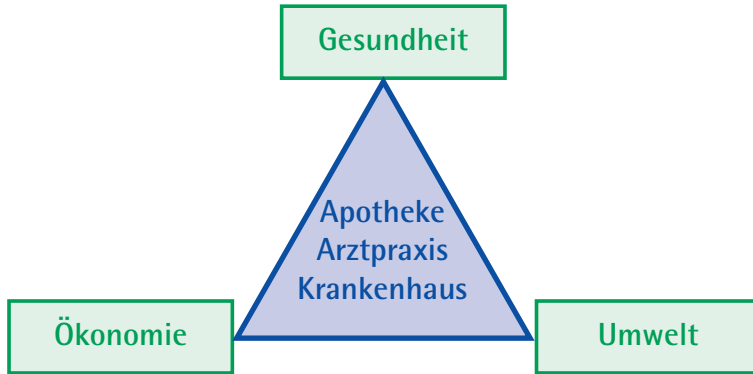 Gesundheit
Apotheke
Arztpraxis
Krankenhaus
Ökonomie
Umwelt